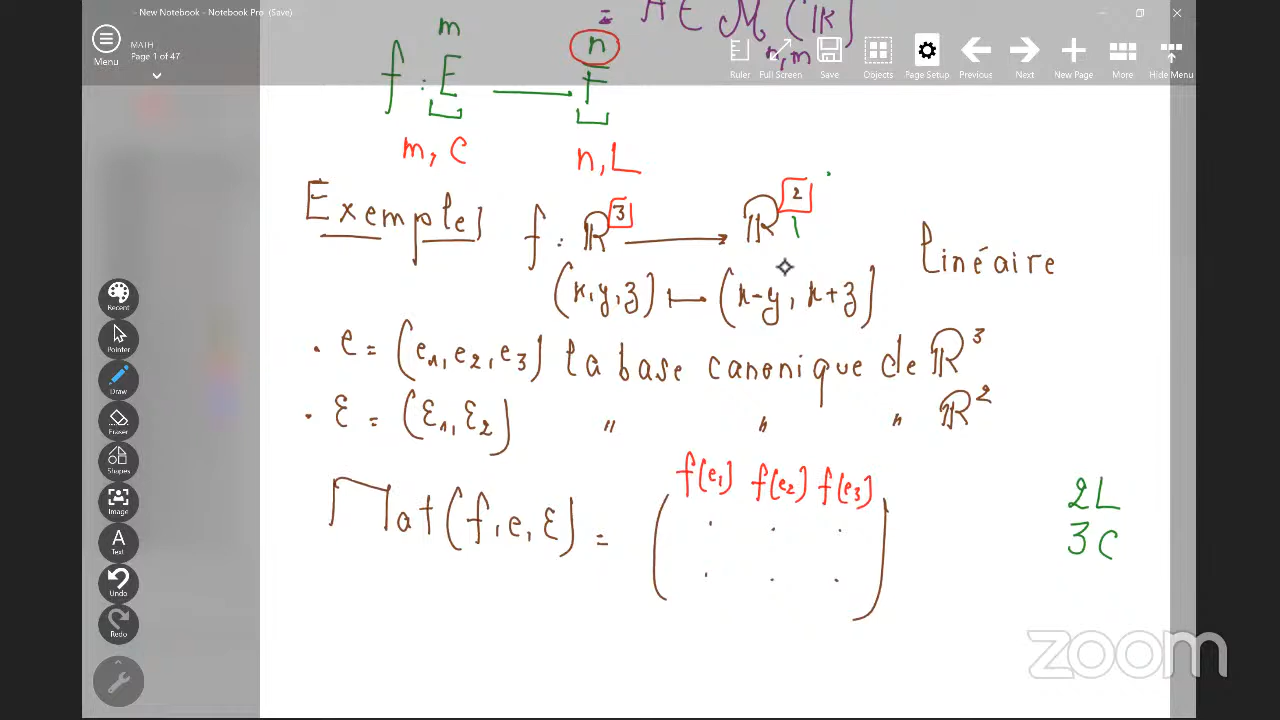 - New Notebook - Notebook Pro (Save)
Menu
MATH
Page 1 of 47
Ruler
Full Screen
Save
Objects
Page Setup
Previous
Next
New Page
More
Hide Menu
= A ∈ M n,m (IK)
m n
f : E ⟶ F
m, C n, L
Exemples f : ℝ³ ⟶ ℝ² linéaire
(x, y, z) ⟼ (x-y, x+z)
• e = (e₁, e₂, e₃) la base canonique de ℝ³
• ε = (ε₁, ε₂) " " " ℝ²
f(e₁) f(e₂) f(e₃)
Mat(f, e, ε) = ( . . . . . . )
2L
3C
Recent
Pointer
Draw
Eraser
Shapes
Image
Text
Undo
Redo
zoom